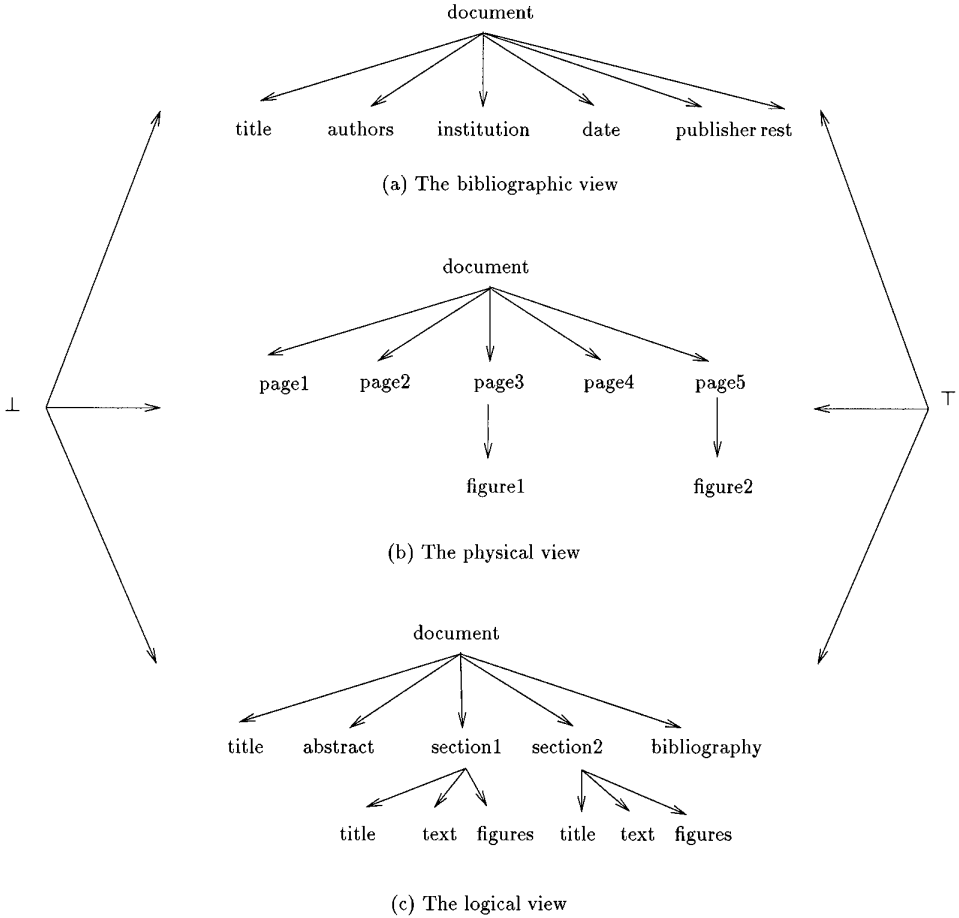 document
title authors institution date publisher rest
(a) The bibliographic view
document
page1 page2 page3 page4 page5
⊥ ⊤
figure1 figure2
(b) The physical view
document
title abstract section1 section2 bibliography
title text figures title text figures
(c) The logical view